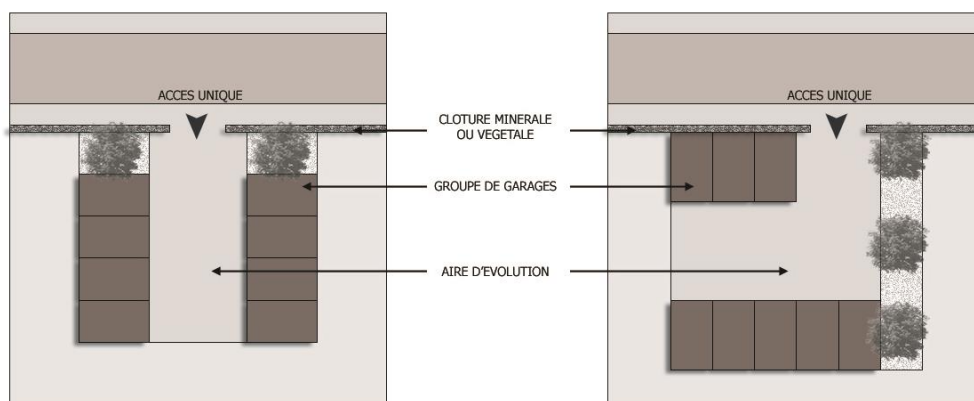 ACCES UNIQUE
ACCES UNIQUE
CLOTURE MINERALE
OU VEGETALE
GROUPE DE GARAGES
AIRE D'EVOLUTION